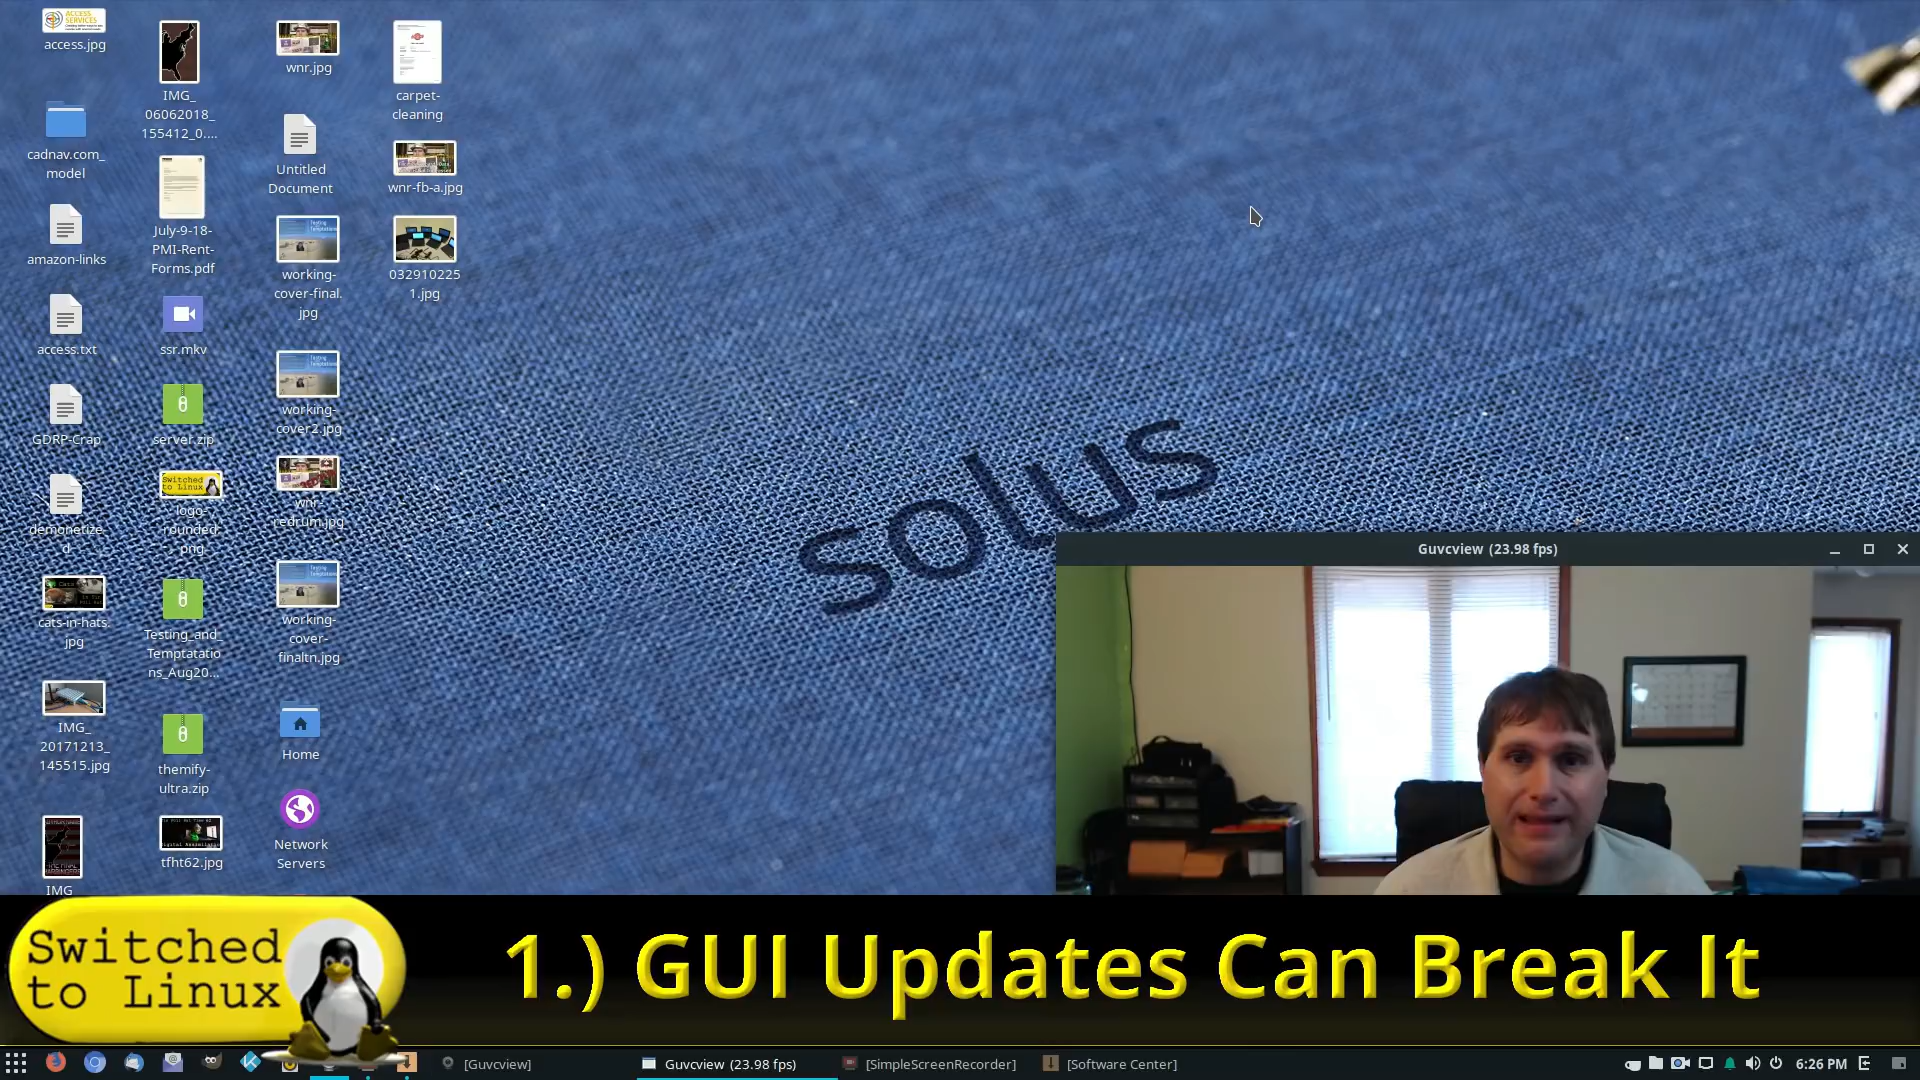 access.jpg
cadnav.com_
model
amazon-links
access.txt
GDRP-Crap
demonetize
d
cats-in-hats.
jpg
IMG_
20171213_
145515.jpg
IMG
IMG_
06062018_
155412_0....
July-9-18-
PMI-Rent-
Forms.pdf
ssr.mkv
server.zip
Switched
to Linux
logo-
rounded.
png
Testing_and_
Temptatatio
ns_Aug20...
themify-
ultra.zip
tfht62.jpg
wnr.jpg
Untitled
Document
working-
cover-final.
jpg
working-
cover2.jpg
wnr-
redrum.jpg
working-
cover-
finaltn.jpg
Home
Network
Servers
carpet-
cleaning
wnr-fb-a.jpg
032910225
1.jpg
solus
Guvcview (23.98 fps)
Switched
to Linux
1.) GUI Updates Can Break It
[Guvcview]
Guvcview (23.98 fps)
[SimpleScreenRecorder]
[Software Center]
6:26 PM